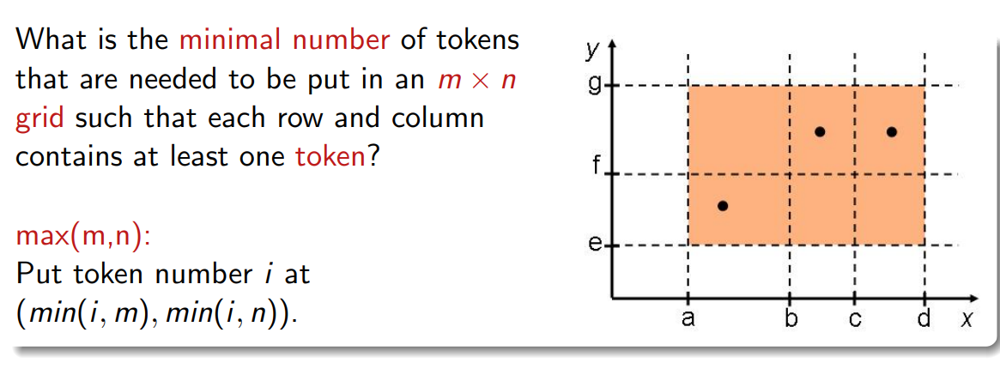 What is the minimal number of tokens
that are needed to be put in an m × n
grid such that each row and column
contains at least one token?
max(m,n):
Put token number i at
(min(i, m), min(i, n)).
y
g
f
e
a b c d x